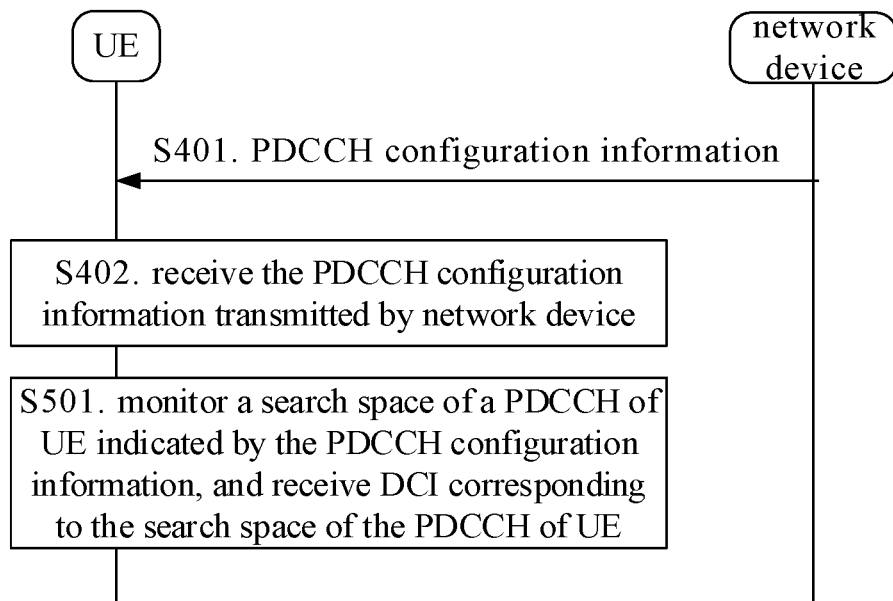 UE
network
device
S401. PDCCH configuration information
S402. receive the PDCCH configuration
information transmitted by network device
S501. monitor a search space of a PDCCH of
UE indicated by the PDCCH configuration
information, and receive DCI corresponding
to the search space of the PDCCH of UE